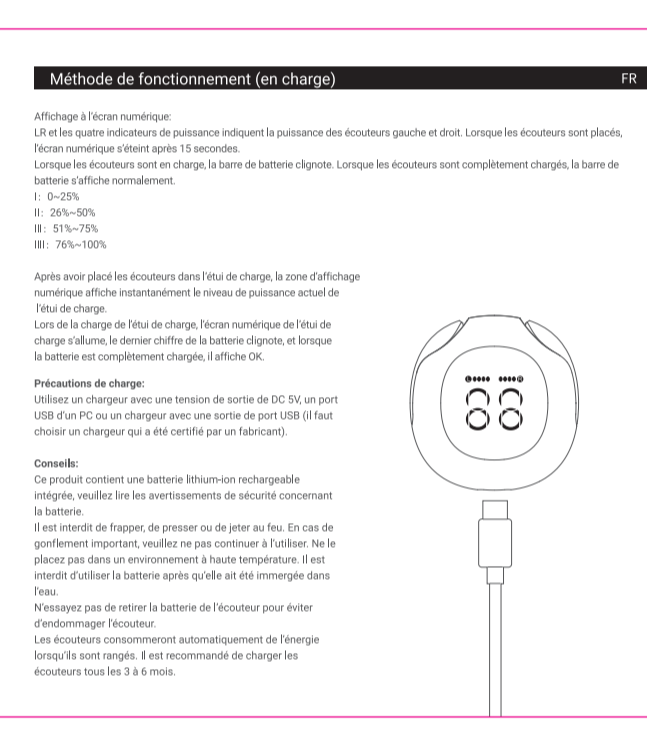 Méthode de fonctionnement (en charge)
FR
Affichage à l'écran numérique:
LR et les quatre indicateurs de puissance indiquent la puissance des écouteurs gauche et droit. Lorsque les écouteurs sont placés,
l'écran numérique s'éteint après 15 secondes.
Lorsque les écouteurs sont en charge, la barre de batterie clignote. Lorsque les écouteurs sont complètement chargés, la barre de
batterie s'affiche normalement.
I: 0~25%
II: 26%~50%
III: 51%~75%
IIII: 76%~100%
Après avoir placé les écouteurs dans l'étui de charge, la zone d'affichage
numérique affiche instantanément le niveau de puissance actuel de
l'étui de charge.
Lors de la charge de l'étui de charge, l'écran numérique de l'étui de
charge s'allume, le dernier chiffre de la batterie clignote, et lorsque
la batterie est complètement chargée, il affiche OK.
Précautions de charge:
Utilisez un chargeur avec une tension de sortie de DC 5V, un port
USB d'un PC ou un chargeur avec une sortie de port USB (il faut
choisir un chargeur qui a été certifié par un fabricant).
Conseils:
Ce produit contient une batterie lithium-ion rechargeable
intégrée, veuillez lire les avertissements de sécurité concernant
la batterie.
Il est interdit de frapper, de presser ou de jeter au feu. En cas de
gonflement important, veuillez ne pas continuer à l'utiliser. Ne le
placez pas dans un environnement à haute température. Il est
interdit d'utiliser la batterie après qu'elle ait été immergée dans
l'eau.
N'essayez pas de retirer la batterie de l'écouteur pour éviter
d'endommager l'écouteur.
Les écouteurs consommeront automatiquement de l'énergie
lorsqu'ils sont rangés. Il est recommandé de charger les
écouteurs tous les 3 à 6 mois.
L R
88